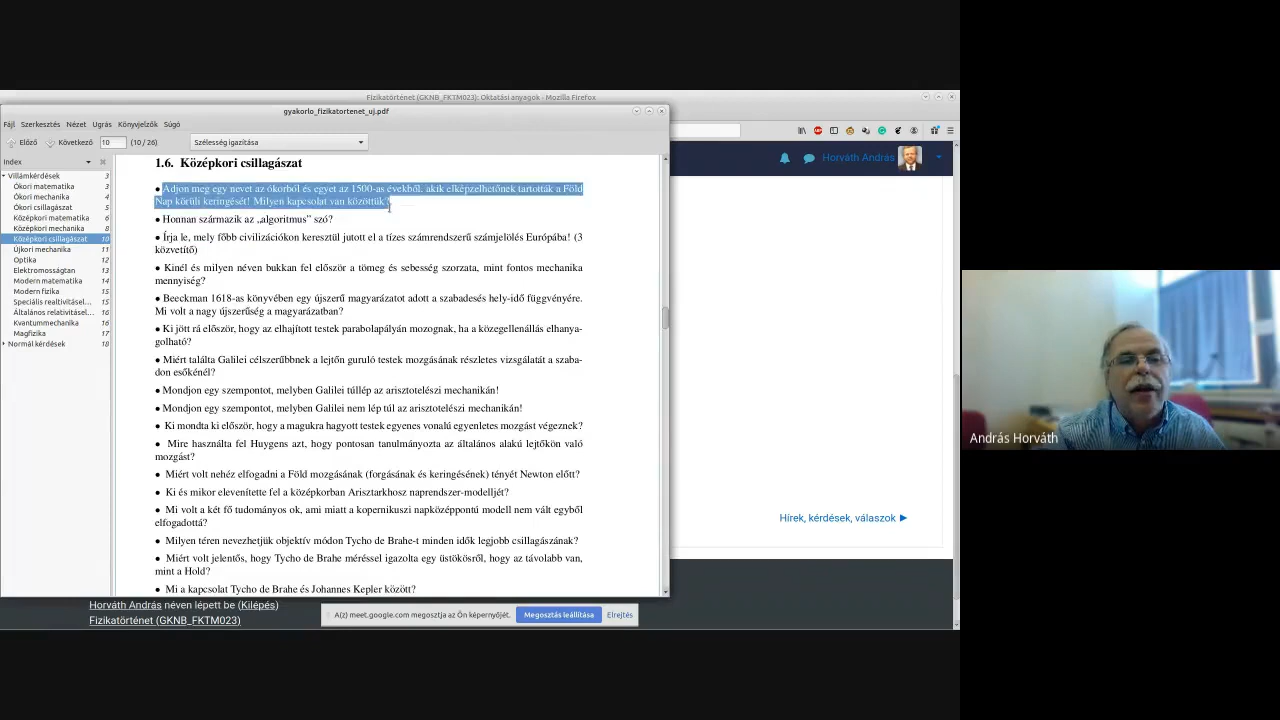 Fizikatörténet (GKNB_FKTM023): Oktatási anyagok - Mozilla Firefox
gyakorlo_fizikatortenet_uj.pdf
Fájl Szerkesztés Nézet Ugrás Könyvjelzők Súgó
Előző Következő 10 (10 / 26) Szélesség igazítása
Horváth András
Index
Villámkérdések 3
Ókori matematika 3
Ókori mechanika 4
Ókori csillagászat 5
Középkori matematika 6
Középkori mechanika 8
Középkori csillagászat 10
Újkori mechanika 11
Optika 12
Elektromosságtan 13
Modern matematika 14
Modern fizika 15
Speciális realtivitásel... 15
Általános relativitásel... 16
Kvantummechanika 16
Magfizika 17
Normál kérdések 18
1.6. Középkori csillagászat
• Adjon meg egy nevet az ókorból és egyet az 1500-as évekből, akik elképzelhetőnek tartották a Föld
Nap körüli keringését! Milyen kapcsolat van közöttük?
• Honnan származik az „algoritmus” szó?
• Írja le, mely főbb civilizációkon keresztül jutott el a tízes számrendszerű számjelölés Európába! (3
közvetítő)
• Kinél és milyen néven bukkan fel először a tömeg és sebesség szorzata, mint fontos mechanika
mennyiség?
• Beeckman 1618-as könyvében egy újszerű magyarázatot adott a szabadesés hely-idő függvényére.
Mi volt a nagy újszerűség a magyarázatban?
• Ki jött rá először, hogy az elhajított testek parabolapályán mozognak, ha a közegellenállás elhanya-
golható?
• Miért találta Galilei célszerűbbnek a lejtőn guruló testek mozgásának részletes vizsgálatát a szaba-
don esőkénél?
• Mondjon egy szempontot, melyben Galilei túllép az arisztotelészi mechanikán!
• Mondjon egy szempontot, melyben Galilei nem lép túl az arisztotelészi mechanikán!
• Ki mondta ki először, hogy a magukra hagyott testek egyenes vonalú egyenletes mozgást végeznek?
• Mire használta fel Huygens azt, hogy pontosan tanulmányozta az általános alakú lejtőkön való
mozgást?
• Miért volt nehéz elfogadni a Föld mozgásának (forgásának és keringésének) tényét Newton előtt?
• Ki és mikor elevenítette fel a középkorban Arisztarkhosz naprendszer-modelljét?
• Mi volt a két fő tudományos ok, ami miatt a kopernikuszi napközéppontú modell nem vált egyből
elfogadottá?
• Milyen téren nevezhetjük objektív módon Tycho de Brahe-t minden idők legjobb csillagászának?
• Miért volt jelentős, hogy Tycho de Brahe méréssel igazolta egy üstökösről, hogy az távolabb van,
mint a Hold?
• Mi a kapcsolat Tycho de Brahe és Johannes Kepler között?
Hírek, kérdések, válaszok ►
András Horváth
Horváth András néven lépett be (Kilépés)
Fizikatörténet (GKNB_FKTM023)
A(z) meet.google.com megosztja az Ön képernyőjét. Megosztás leállítása Elrejtés